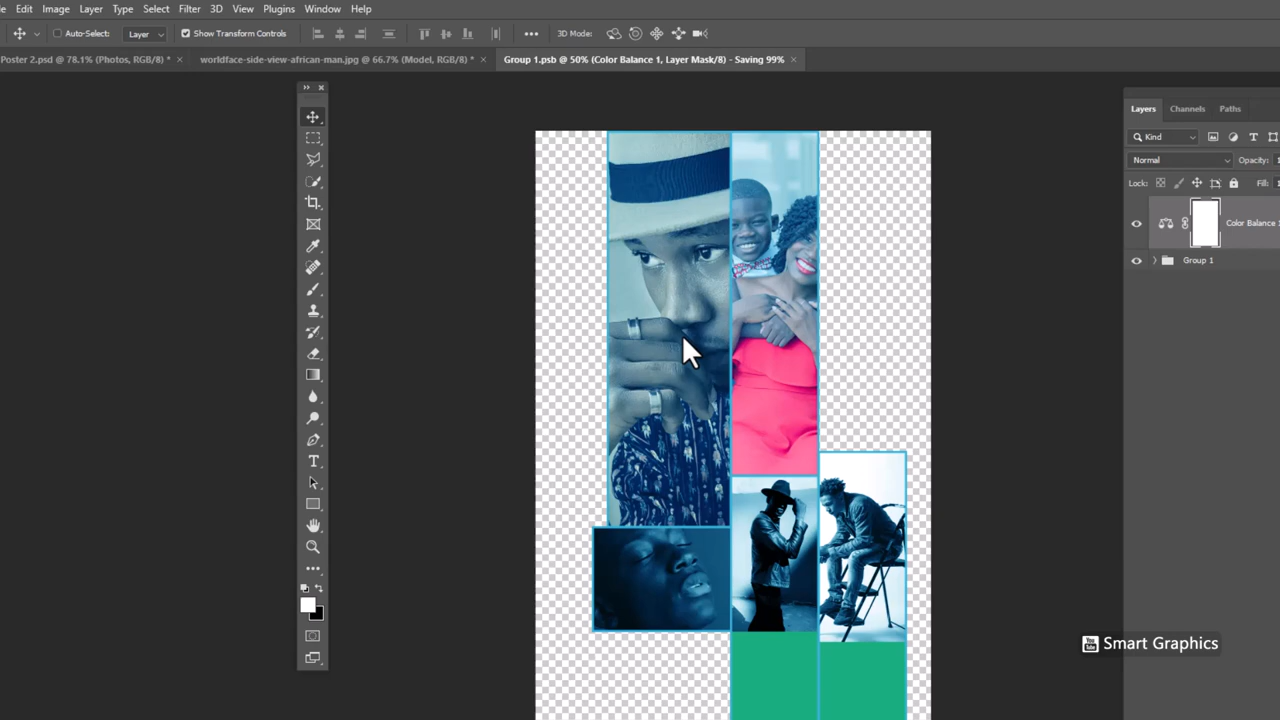 Edit Image Layer Type Select Filter 3D View Plugins Window Help
Auto-Select: Layer Show Transform Controls 3D Mode:
Poster 2.psd @ 78.1% (Photos, RGB/8) * × worldface-side-view-african-man.jpg @ 66.7% (Model, RGB/8) * × Group 1.psb @ 50% (Color Balance 1, Layer Mask/8) - Saving 99% ×
Layers Channels Paths
Kind
Normal Opacity:
Lock: Fill:
Color Balance
Group 1
You Tube Smart Graphics